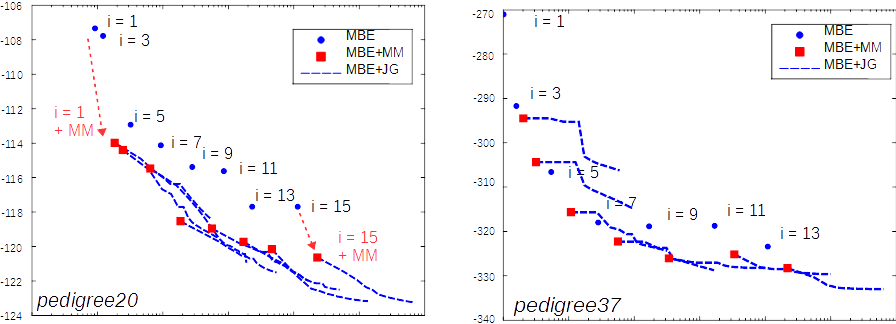 -106
-108
-110
-112
-114
-116
-118
-120
-122
-124
i = 1
i = 3
i = 5
i = 7
i = 9
i = 11
i = 13
i = 15
i = 1
+ MM
i = 15
+ MM
MBE
MBE+MM
MBE+JG
pedigree20
-270
-280
-290
-300
-310
-320
-330
-340
i = 1
i = 3
i = 5
i = 7
i = 9
i = 11
i = 13
MBE
MBE+MM
MBE+JG
pedigree37